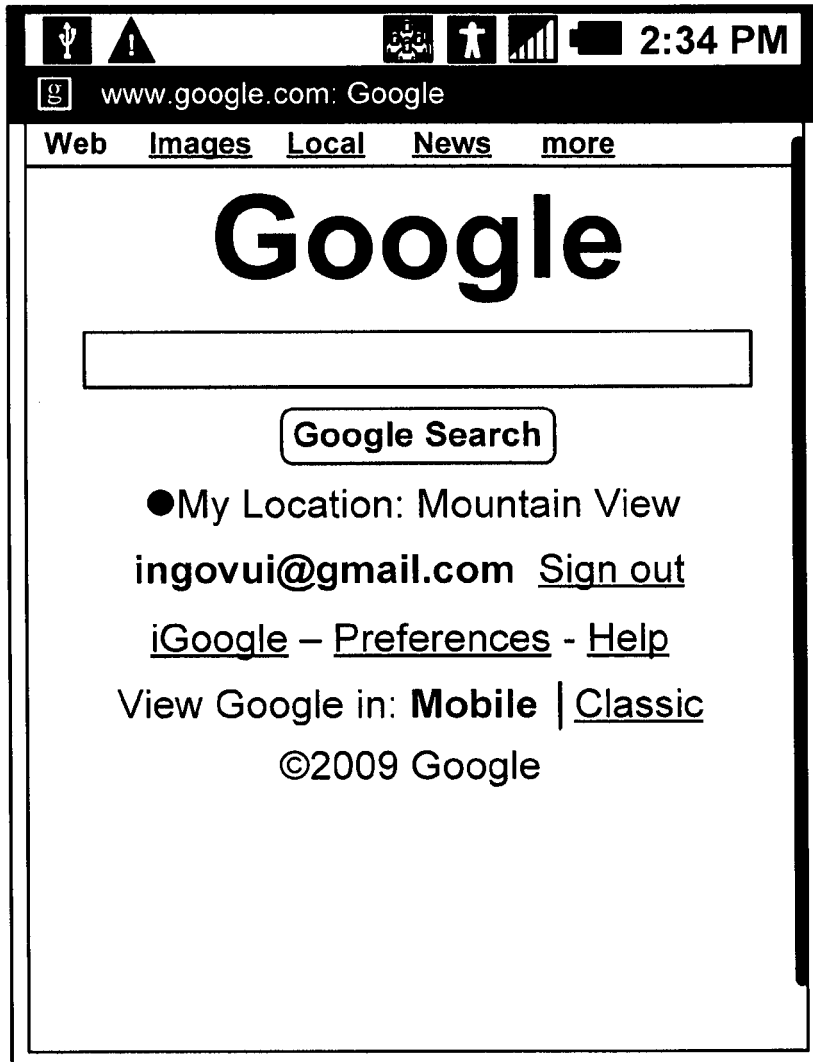 2:34 PM
g www.google.com: Google
Web Images Local News more
Google
Google Search
●My Location: Mountain View
ingovui@gmail.com Sign out
iGoogle – Preferences - Help
View Google in: Mobile | Classic
©2009 Google